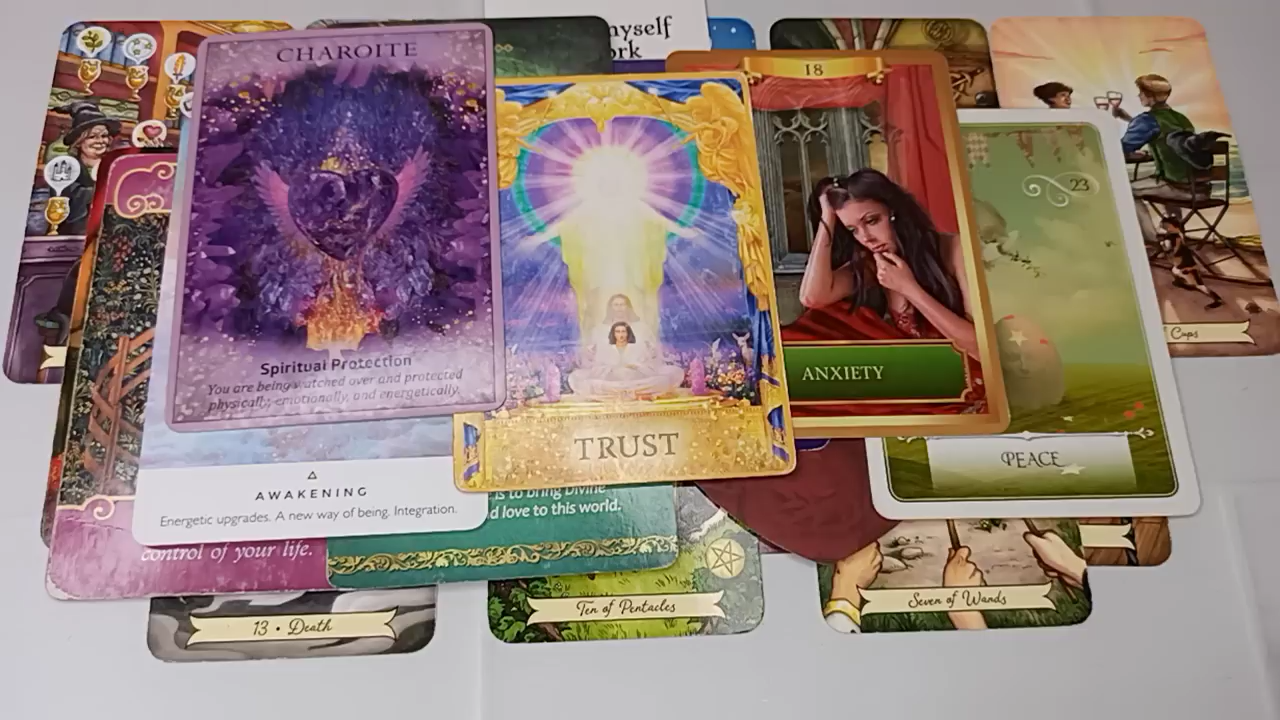 myself
ork
CHAROITE
Spiritual Protection
You are being watched over and protected
physically, emotionally, and energetically.
AWAKENING
Energetic upgrades. A new way of being. Integration.
control of your life.
is to bring Divine
d love to this world.
TRUST
18
ANXIETY
23
PEACE
Cups
13 • Death
Ten of Pentacles
Seven of Wands